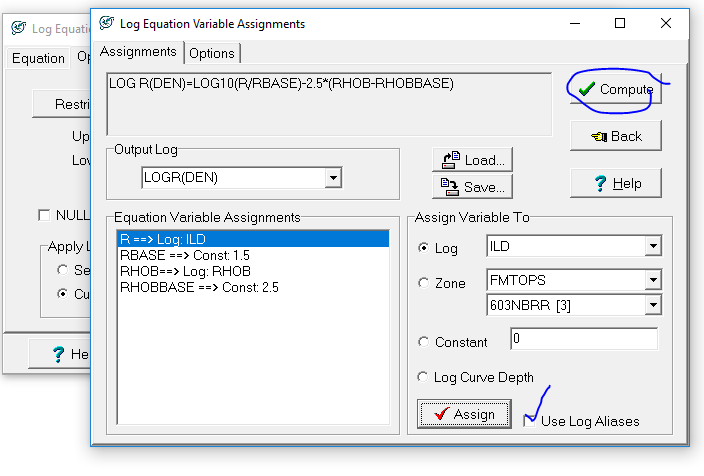 Log Equatio
Equation
Op
Restri
Up
Lov
NULL
Apply L
Se
Cu
He
Log Equation Variable Assignments
Assignments
Options
LOG R(DEN)=LOG10(R/RBASE)-2.5*(RHOB-RHOBBASE)
Compute
Back
Help
Output Log
LOGR(DEN)
Load...
Save...
Equation Variable Assignments
R ==> Log: ILD
RBASE ==> Const: 1.5
RHOB==> Log: RHOB
RHOBBASE ==> Const: 2.5
Assign Variable To
Log
ILD
Zone
FMTOPS
603NBRR [3]
Constant
0
Log Curve Depth
Assign
Use Log Aliases